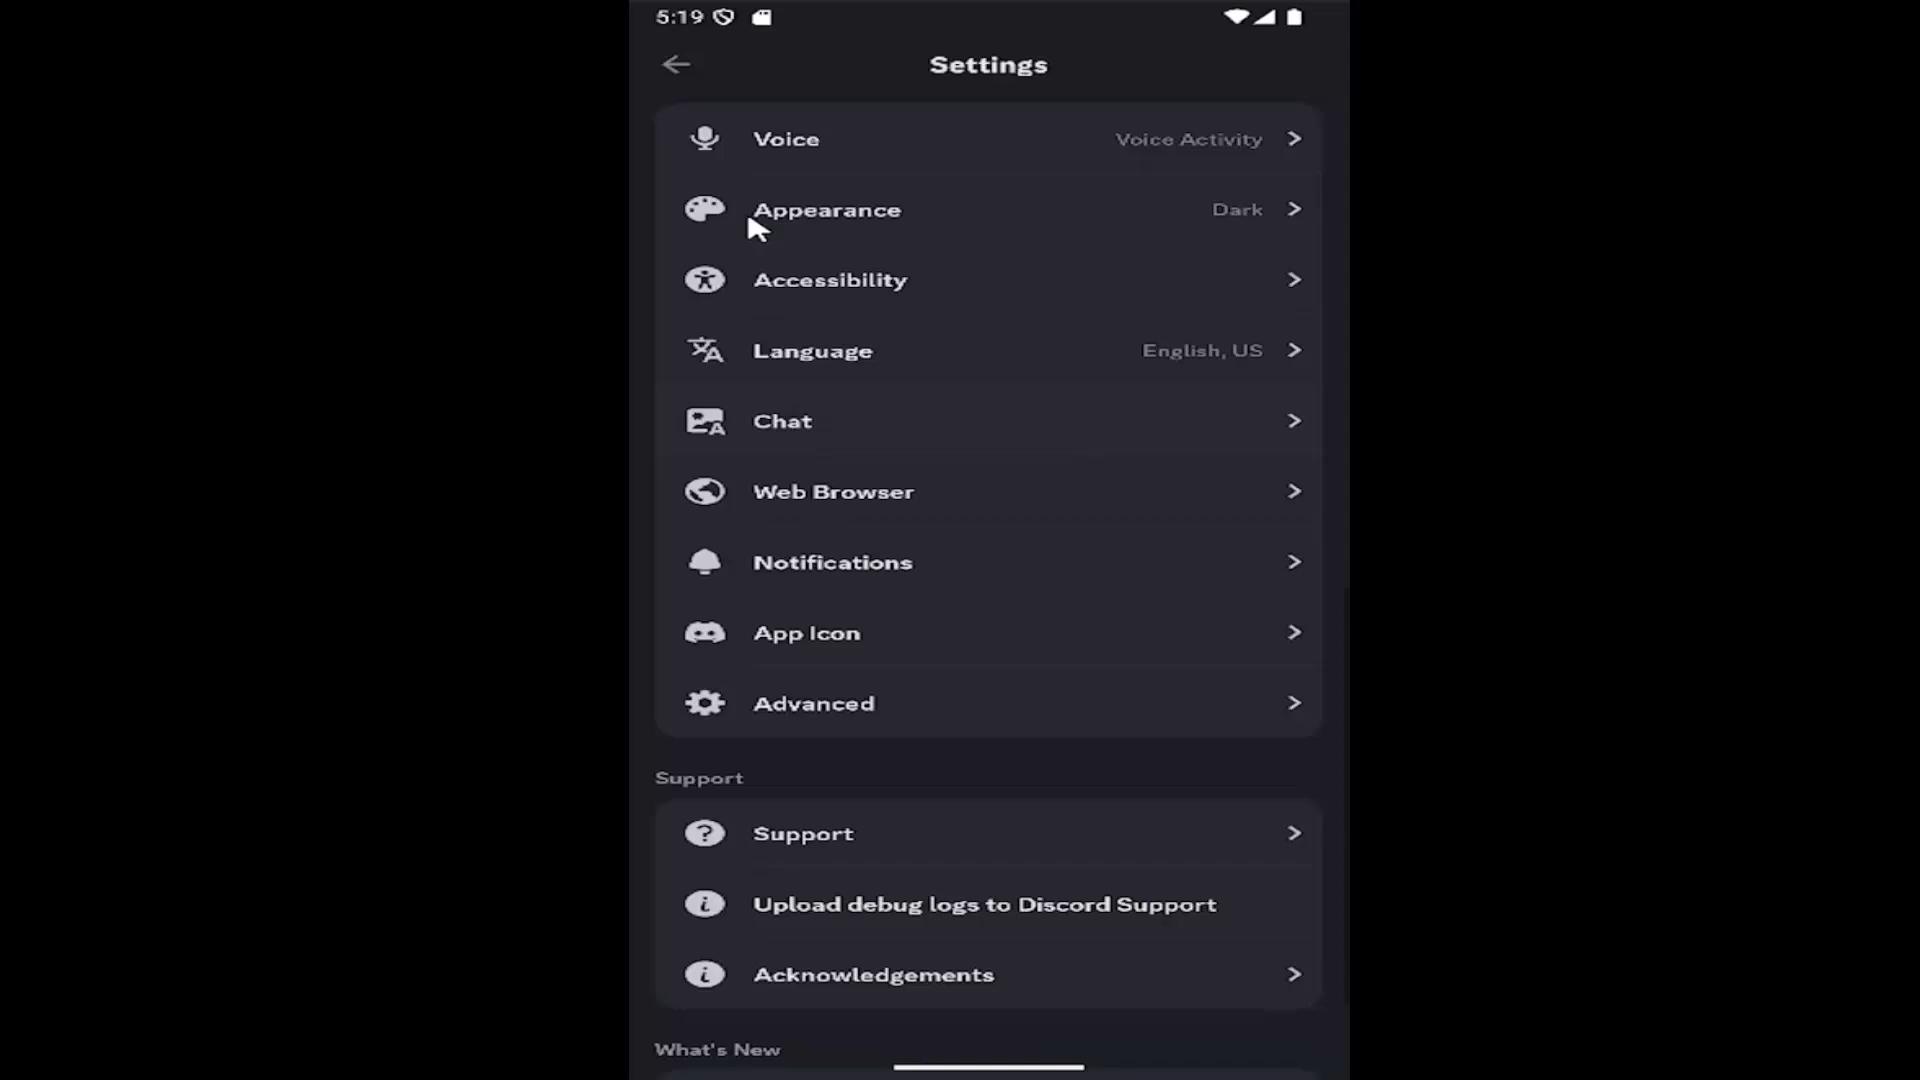 5:19
Settings
Voice Voice Activity
Appearance Dark
Accessibility
Language English, US
Chat
Web Browser
Notifications
App Icon
Advanced
Support
Support
Upload debug logs to Discord Support
Acknowledgements
What's New